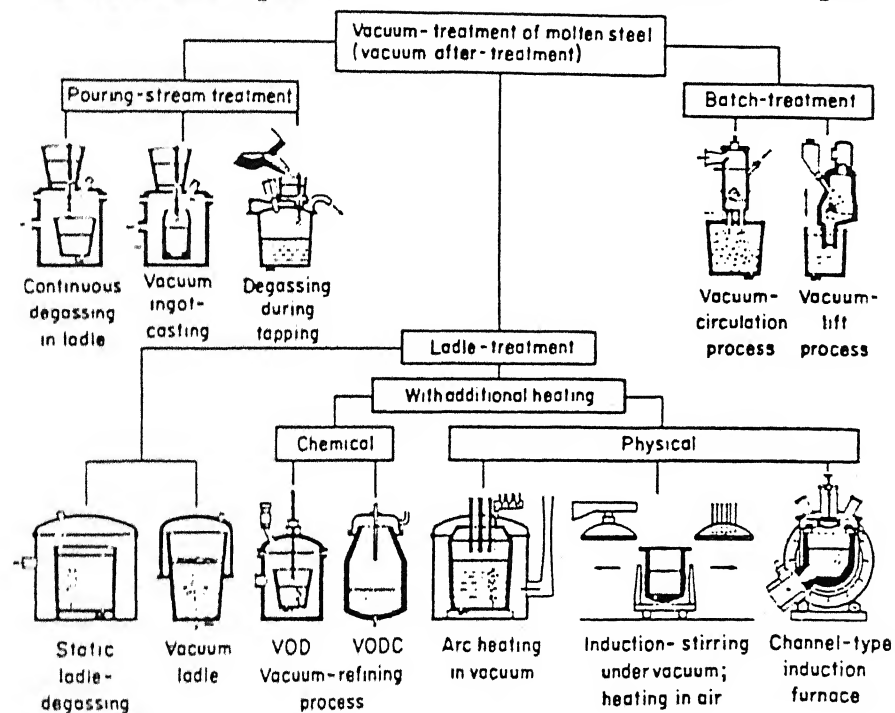 Vacuum-treatment of molten steel
(vacuum after-treatment)
Pouring-stream treatment
Batch-treatment
Continuous
degassing
in ladle
Vacuum
ingot-
casting
Degassing
during
tapping
Vacuum-
circulation
process
Vacuum-
lift
process
Ladle-treatment
With additional heating
Chemical
Physical
Static
ladle-
degassing
Vacuum
ladle
VOD
VODC
Vacuum-refining
process
Arc heating
in vacuum
Induction-stirring
under vacuum;
heating in air
Channel-type
induction
furnace